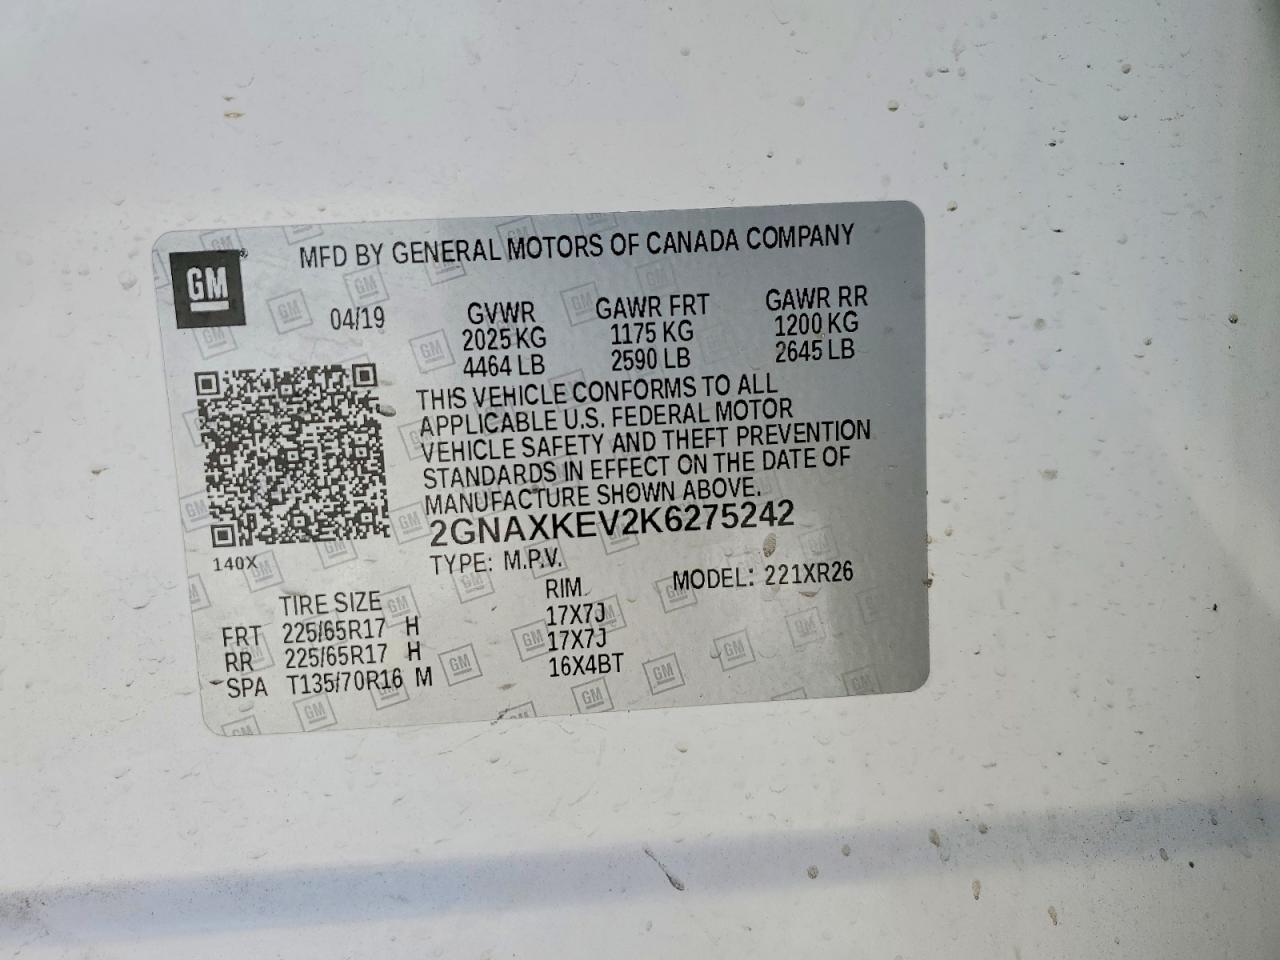 GM
MFD BY GENERAL MOTORS OF CANADA COMPANY
04/19
GVWR GAWR FRT GAWR RR
2025 KG 1175 KG 1200 KG
4464 LB 2590 LB 2645 LB
THIS VEHICLE CONFORMS TO ALL
APPLICABLE U.S. FEDERAL MOTOR
VEHICLE SAFETY AND THEFT PREVENTION
STANDARDS IN EFFECT ON THE DATE OF
MANUFACTURE SHOWN ABOVE.
2GNAXKEV2K6275242
140X
TYPE: M.P.V.
MODEL: 221XR26
TIRE SIZE RIM
FRT 225/65R17 H 17X7J
RR 225/65R17 H 17X7J
SPA T135/70R16 M 16X4BT